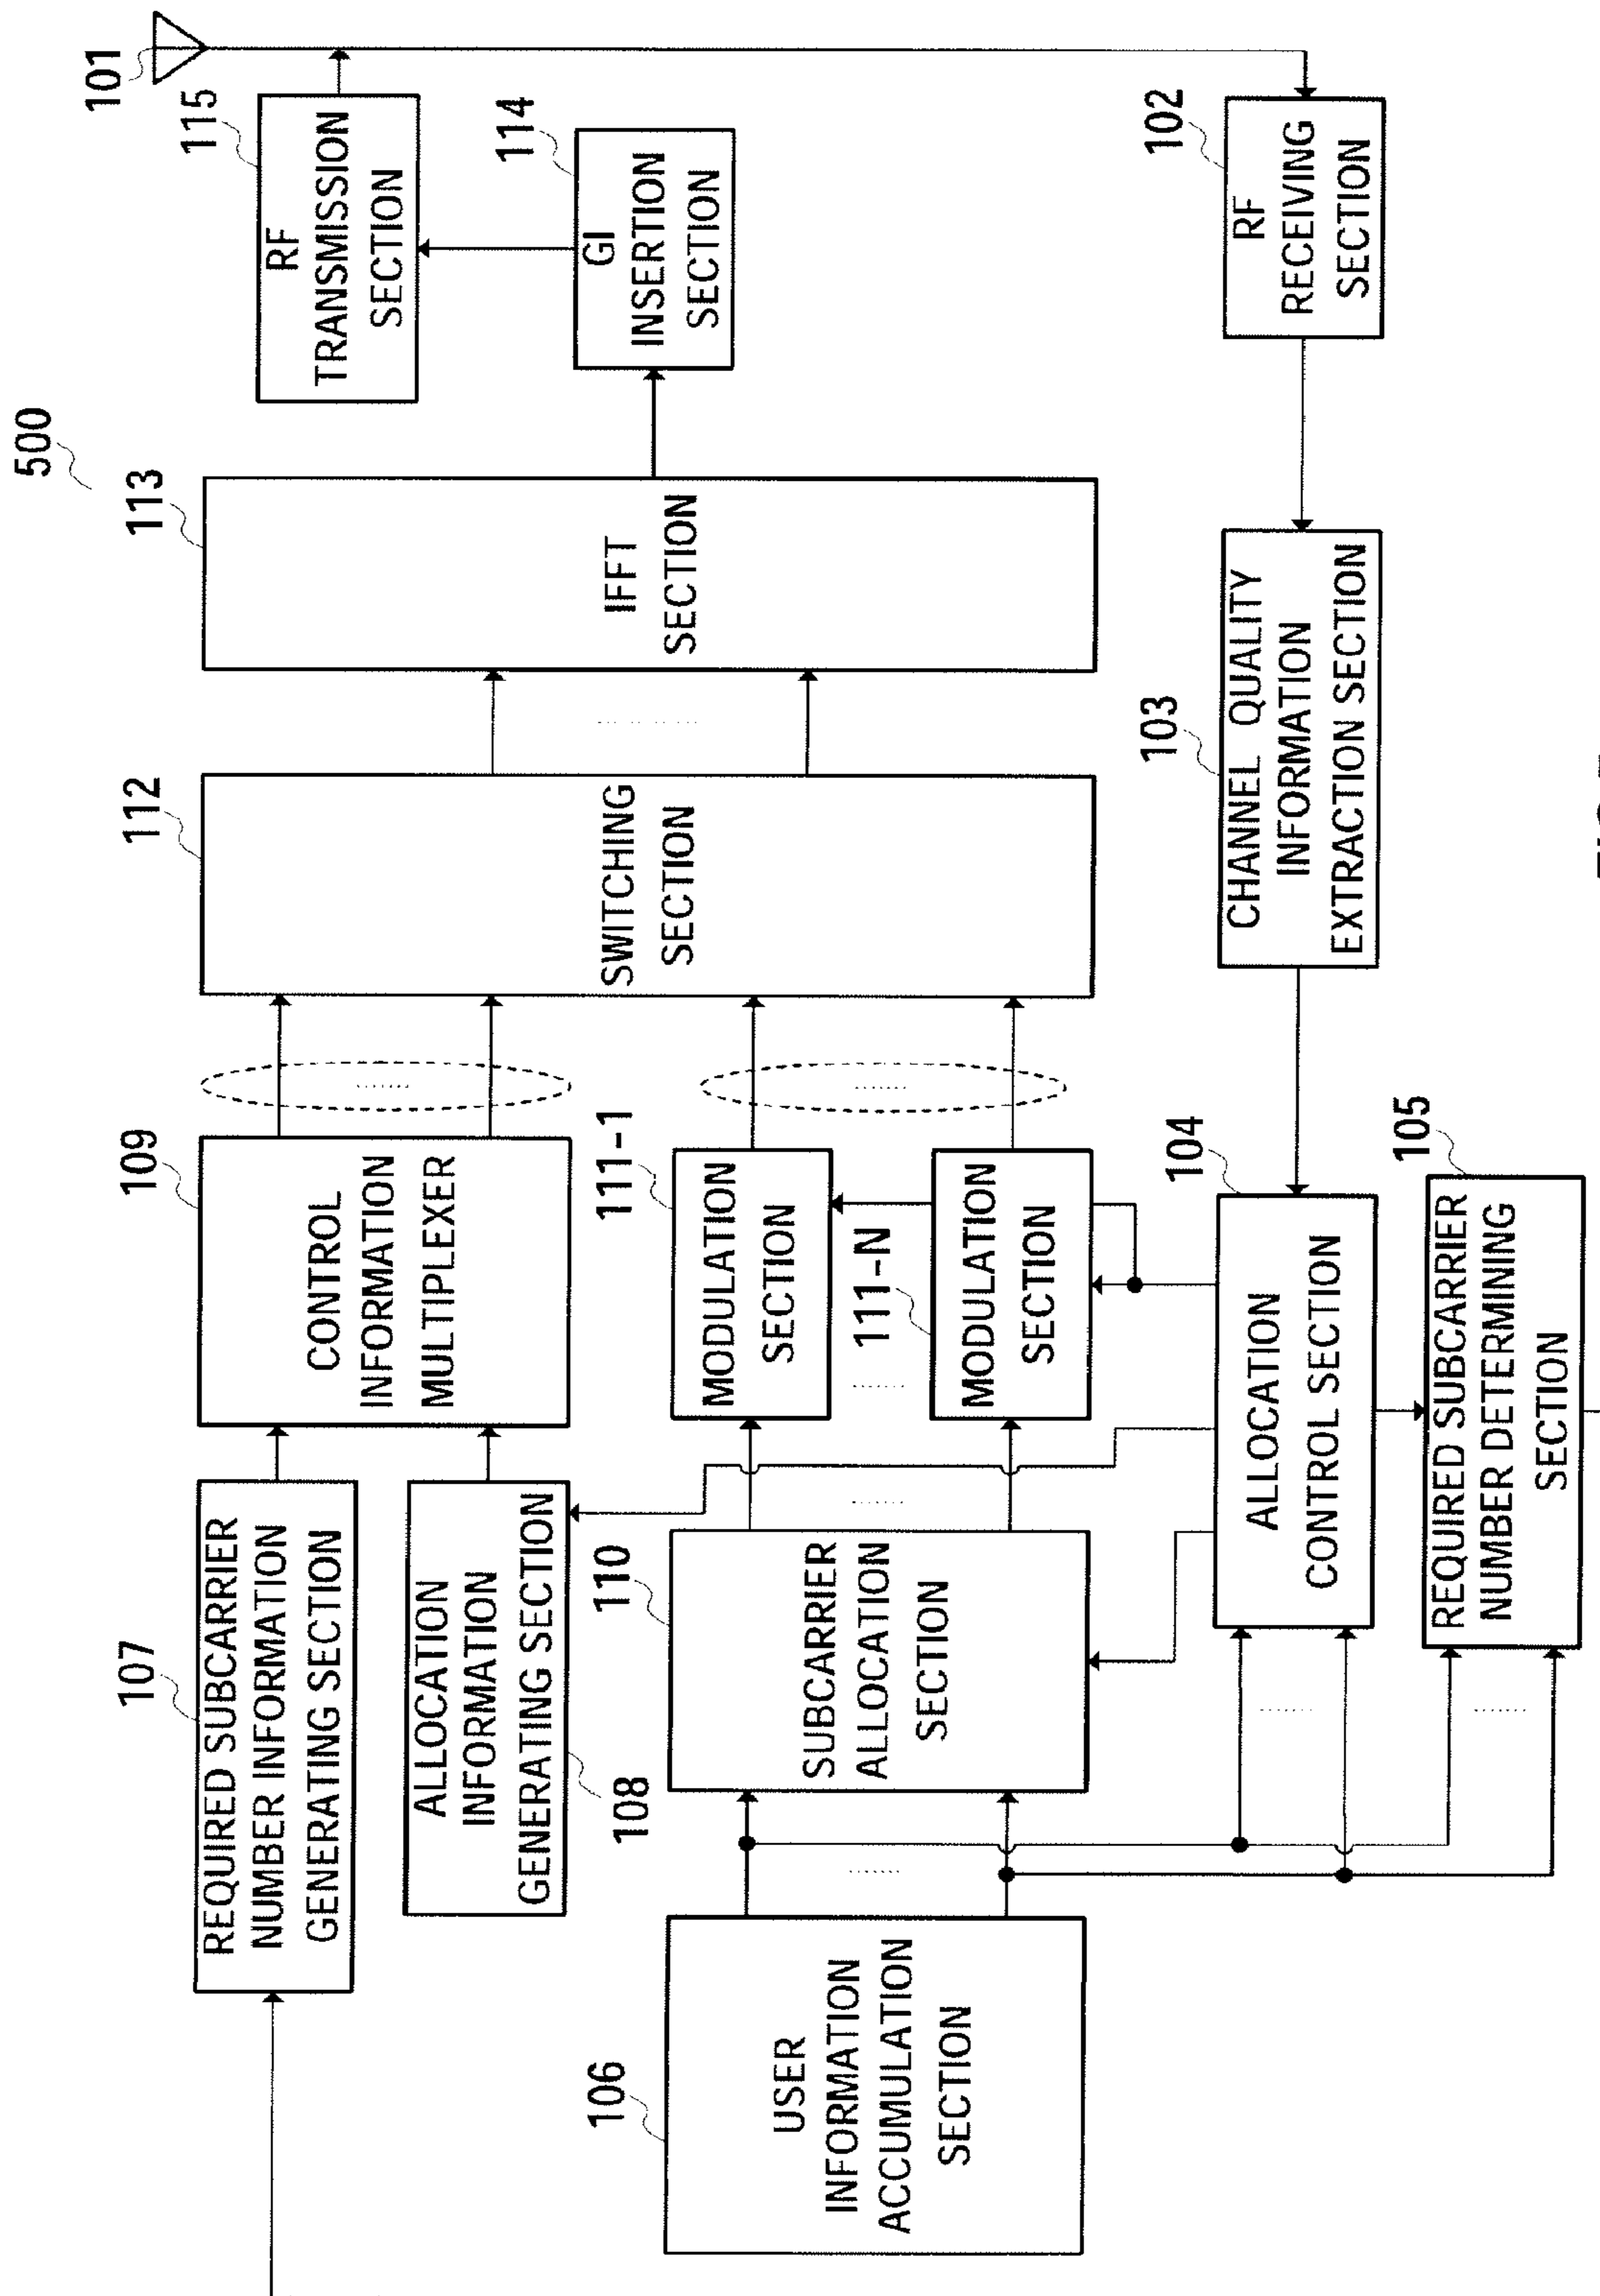 500
107
REQUIRED SUBCARRIER
NUMBER INFORMATION
GENERATING SECTION
109
CONTROL
INFORMATION
MULTIPLEXER
112
SWITCHING
SECTION
113
IFFT
SECTION
115
RF
TRANSMISSION
SECTION
101
114
GI
INSERTION
SECTION
ALLOCATION
INFORMATION
GENERATING SECTION
108
106
USER
INFORMATION
ACCUMULATION
SECTION
110
SUBCARRIER
ALLOCATION
SECTION
111-1
MODULATION
SECTION
111-N
MODULATION
SECTION
104
ALLOCATION
CONTROL SECTION
103
CHANNEL QUALITY
INFORMATION
EXTRACTION SECTION
102
RF
RECEIVING
SECTION
105
REQUIRED SUBCARRIER
NUMBER DETERMINING
SECTION